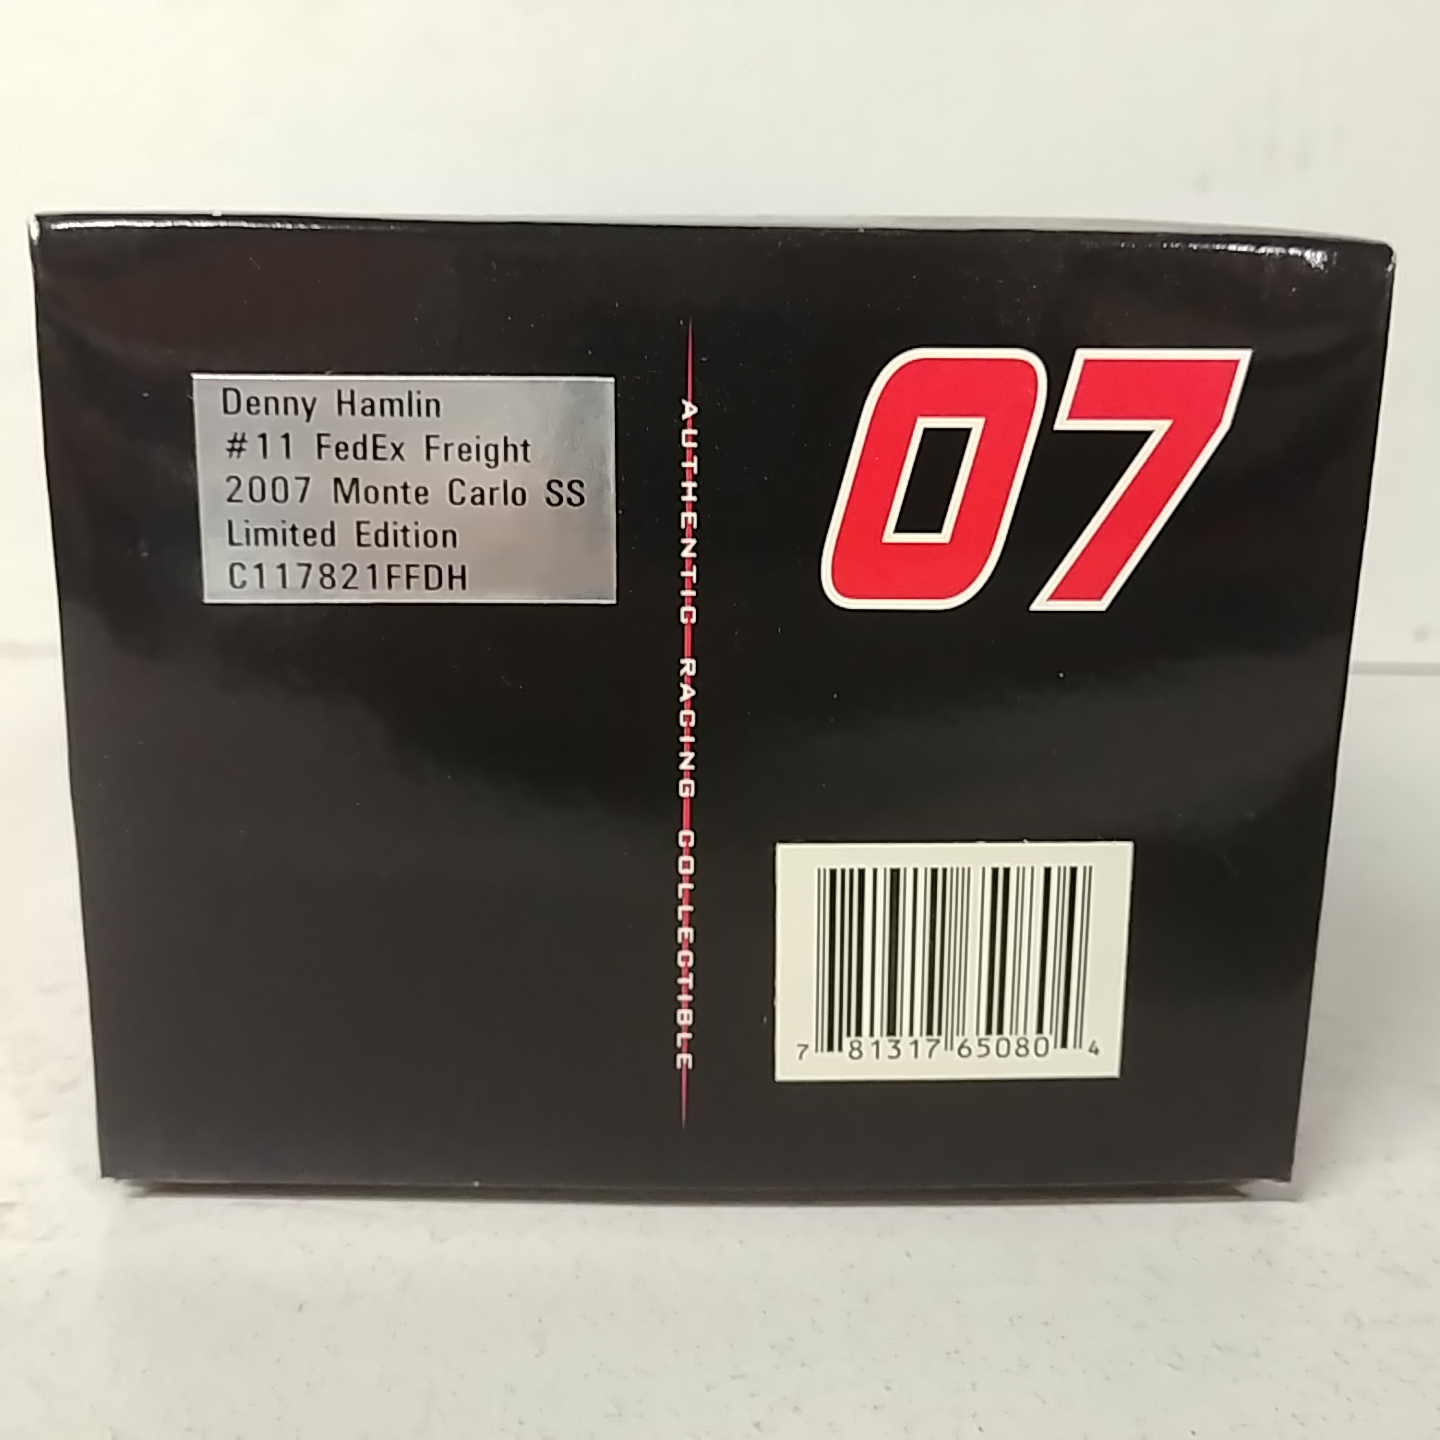 Denny Hamlin
#11 FedEx Freight
2007 Monte Carlo SS
Limited Edition
C117821FFDH
AUTHENTIC RACING COLLECTIBLE
07
7 81317 65080 4